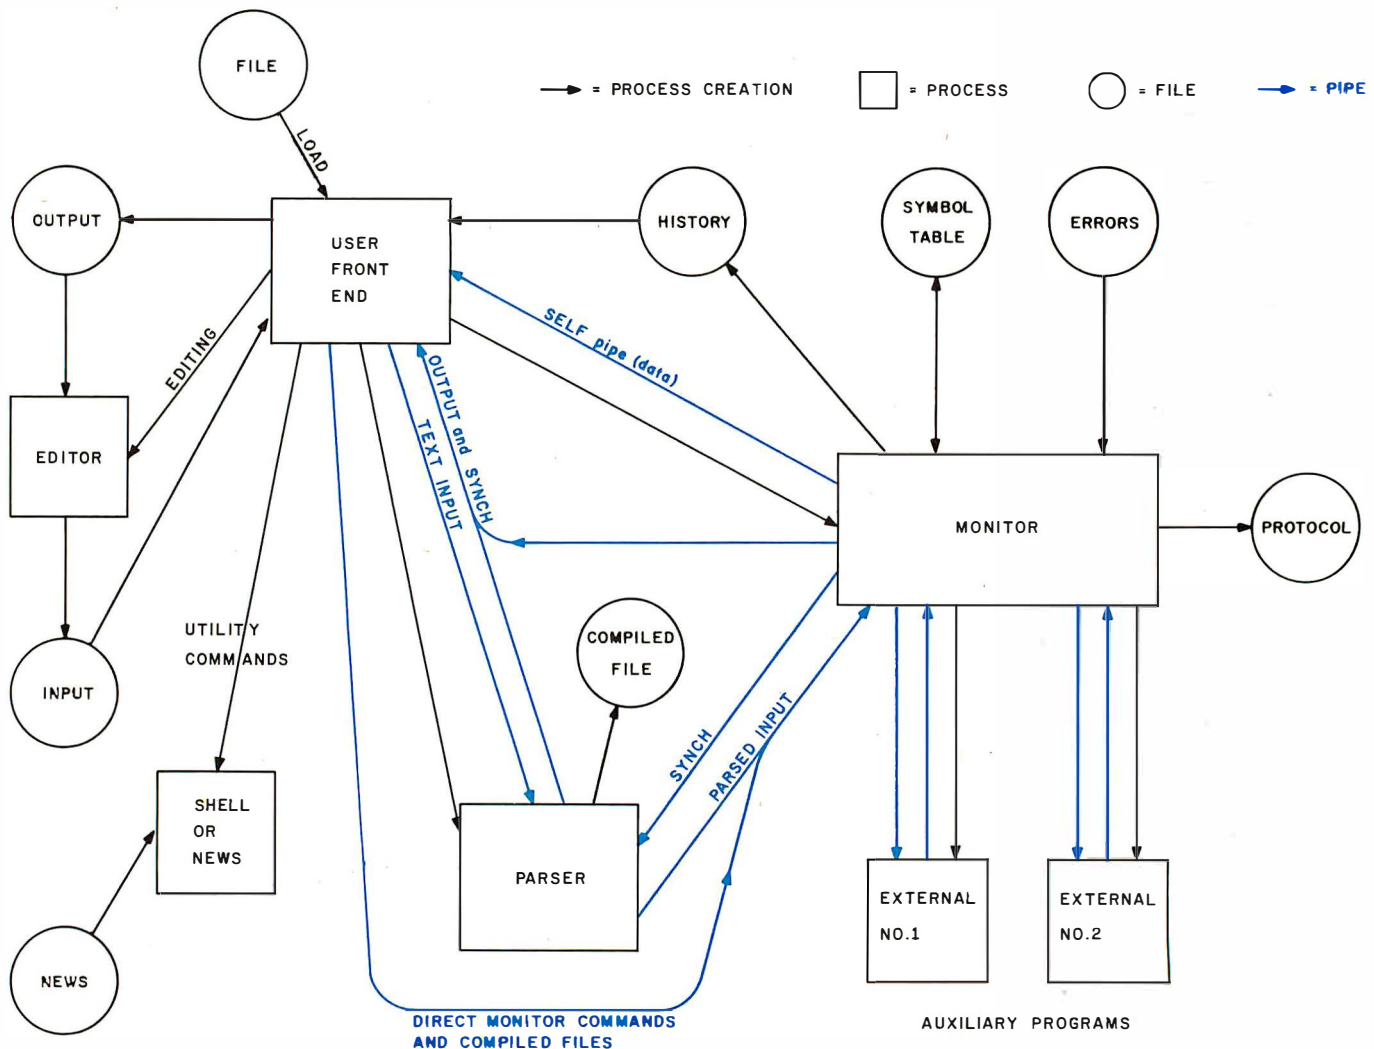 FILE
= PROCESS CREATION
= PROCESS
= FILE
= PIPE
LOAD
OUTPUT
USER
FRONT
END
HISTORY
SYMBOL
TABLE
ERRORS
SELF pipe (data)
EDITING
OUTPUT and SYNCH
TEXT INPUT
EDITOR
MONITOR
PROTOCOL
UTILITY
COMMANDS
COMPILED
FILE
INPUT
SYNCH
PARSED INPUT
SHELL
OR
NEWS
PARSER
EXTERNAL
NO.1
EXTERNAL
NO.2
NEWS
DIRECT MONITOR COMMANDS
AND COMPILED FILES
AUXILIARY PROGRAMS